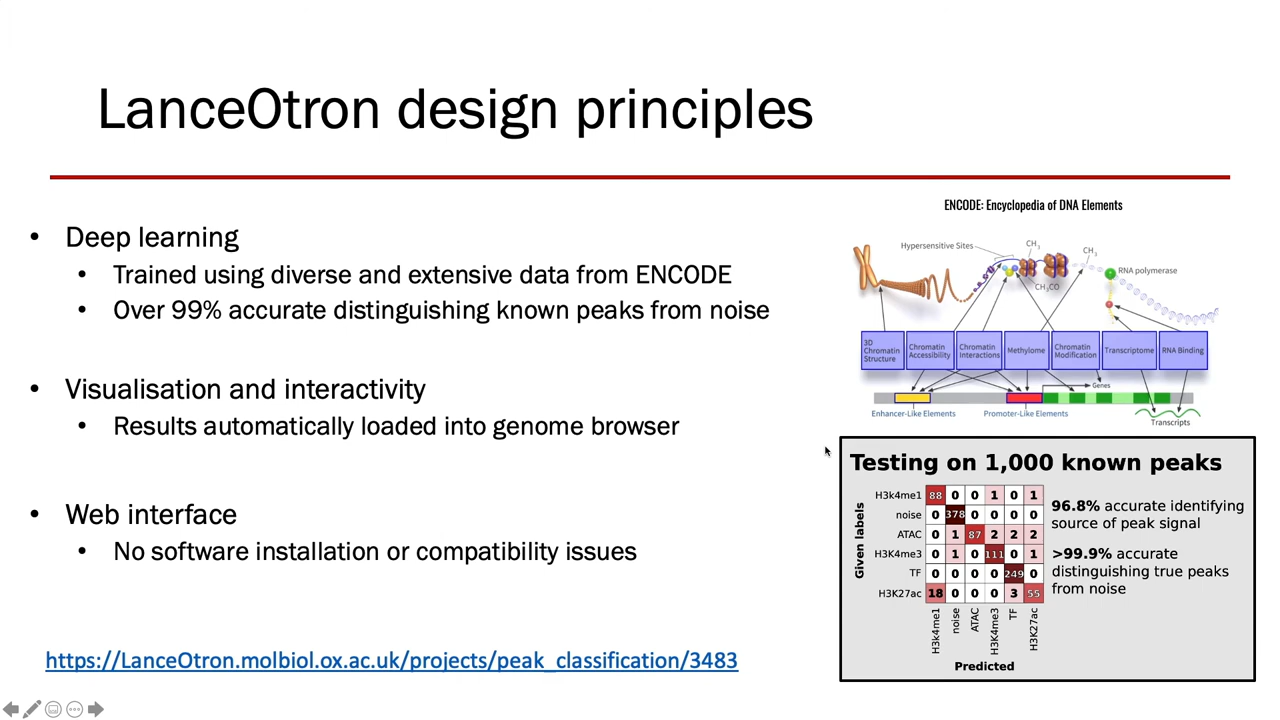 LanceOtron design principles
• Deep learning
• Trained using diverse and extensive data from ENCODE
• Over 99% accurate distinguishing known peaks from noise
• Visualisation and interactivity
• Results automatically loaded into genome browser
• Web interface
• No software installation or compatibility issues
https://LanceOtron.molbiol.ox.ac.uk/projects/peak_classification/3483
ENCODE: Encyclopedia of DNA Elements
Hypersensitive Sites
CH3
CH3
CH3CO
RNA polymerase
3D
Chromatin
Structure
Chromatin
Accessibility
Chromatin
Interactions
Methylome
Chromatin
Modification
Transcriptome
RNA Binding
Genes
Enhancer-Like Elements
Promoter-Like Elements
Transcripts
Testing on 1,000 known peaks
Given labels
H3k4me1 88 0 0 1 0 1
noise 0 378 0 0 0 0
ATAC 0 1 87 2 2 2
H3K4me3 0 1 0 111 0 1
TF 0 0 0 0 249 0
H3K27ac 18 0 0 0 3 55
H3k4me1
noise
ATAC
H3K4me3
TF
H3K27ac
Predicted
96.8% accurate identifying
source of peak signal
>99.9% accurate
distinguishing true peaks
from noise